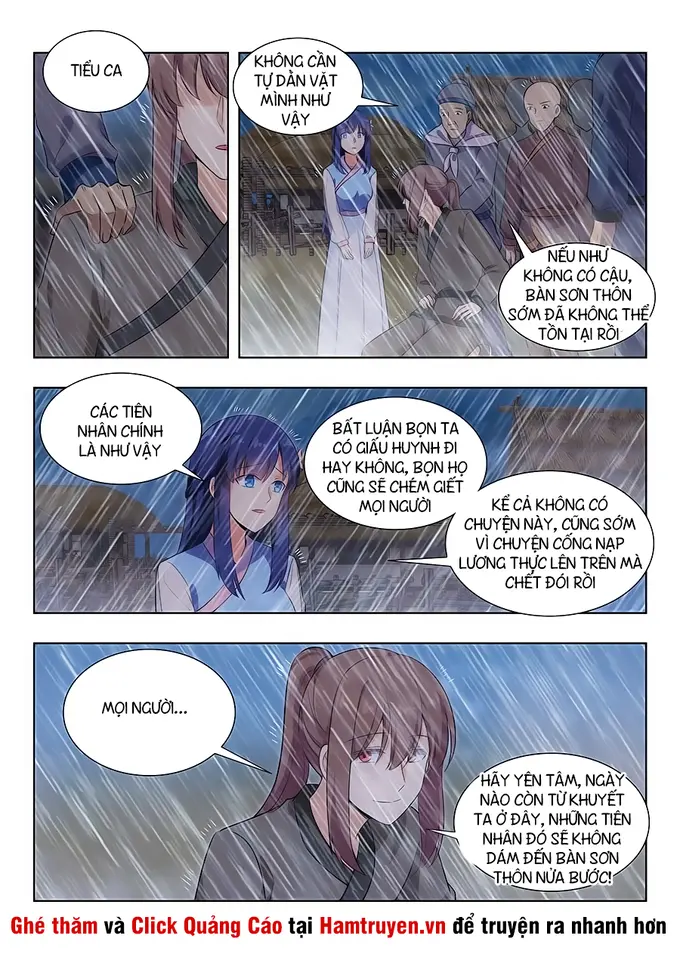 TIỂU CA
KHÔNG CẦN
TỰ DẰN VẶT
MÌNH NHƯ
VẬY
NẾU NHƯ
KHÔNG CÓ CẬU,
BÀN SƠN THÔN
SỚM ĐÃ KHÔNG THỂ
TỒN TẠI RỒI
CÁC TIÊN
NHÂN CHÍNH
LÀ NHƯ VẬY
BẤT LUẬN BỌN TA
CÓ GIẤU HUYNH ĐI
HAY KHÔNG, BỌN HỌ
CŨNG SẼ CHÉM GIẾT
MỌI NGƯỜI
KỂ CẢ KHÔNG CÓ
CHUYỆN NÀY, CŨNG SỚM
VÌ CHUYỆN CỐNG NẠP
LƯƠNG THỰC LÊN TRÊN MÀ
CHẾT ĐÓI RỒI
MỌI NGƯỜI...
HÃY YÊN TÂM, NGÀY
NÀO CÒN TỪ KHUYẾT
TA Ở ĐÂY, NHỮNG TIÊN
NHÂN ĐÓ SẼ KHÔNG
DÁM ĐẾN BÀN SƠN
THÔN NỬA BƯỚC!
Ghé thăm và Click Quảng Cáo tại Hamtruyen.vn để truyện ra nhanh hơn